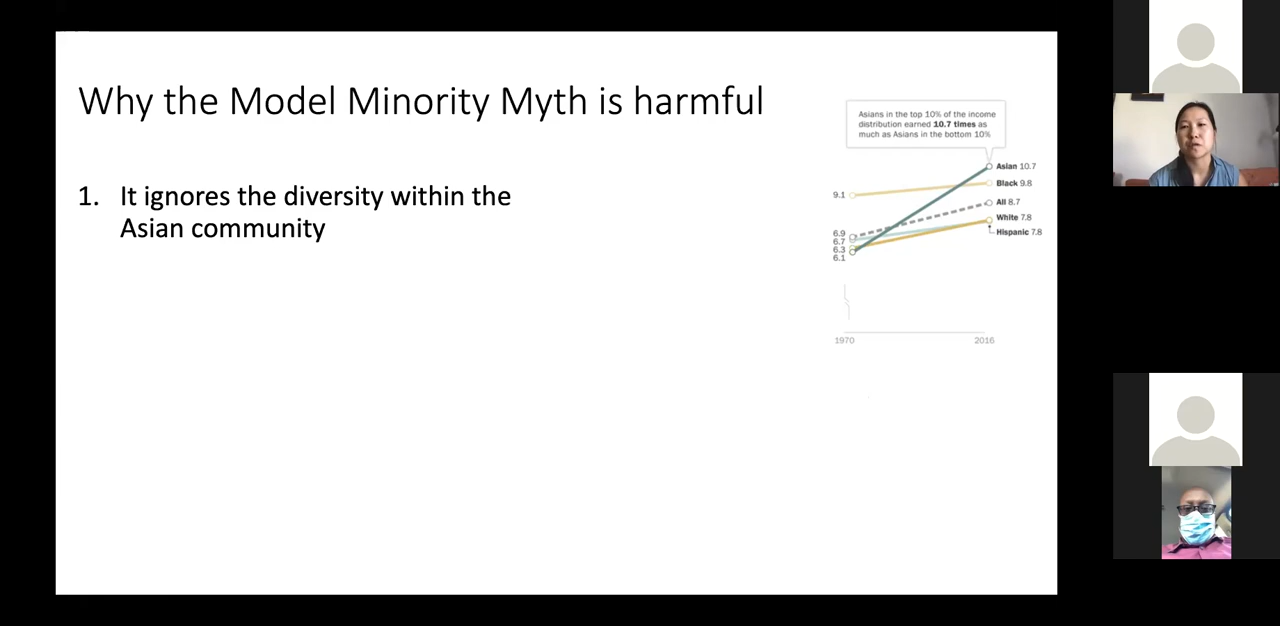 Why the Model Minority Myth is harmful
1. It ignores the diversity within the
Asian community
Asians in the top 10% of the income
distribution earned 10.7 times as
much as Asians in the bottom 10%
Asian 10.7
Black 9.8
9.1
All 8.7
White 7.8
Hispanic 7.8
6.9
6.7
6.3
6.1
1970 2016